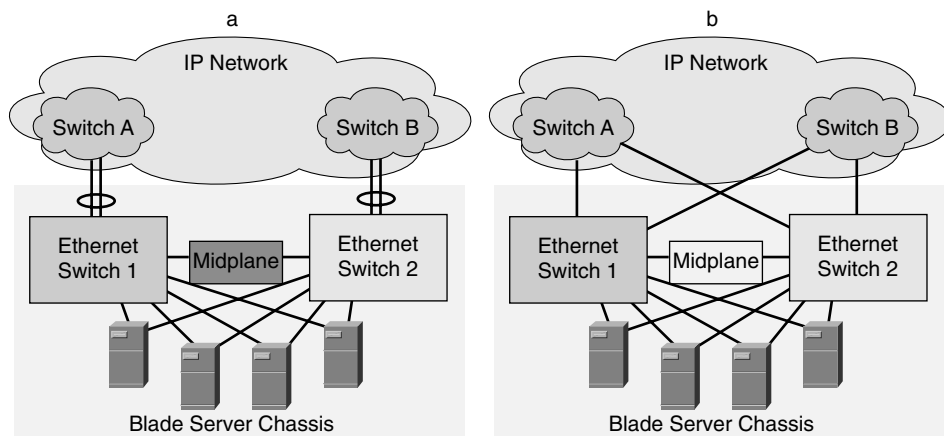 a
IP Network
Switch A
Switch B
Ethernet
Switch 1
Midplane
Ethernet
Switch 2
Blade Server Chassis
b
IP Network
Switch A
Switch B
Ethernet
Switch 1
Midplane
Ethernet
Switch 2
Blade Server Chassis